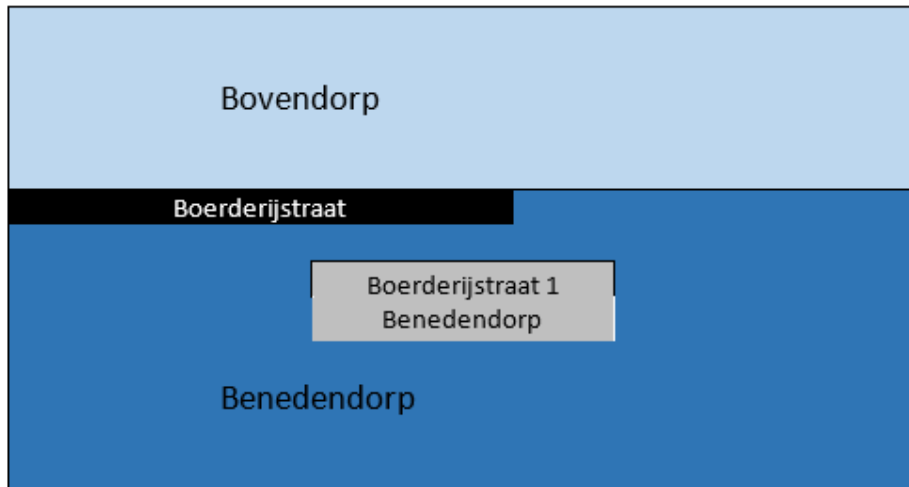 Bovendorp
Boerderijstraat
Boerderijstraat 1
Benedendorp
Benedendorp